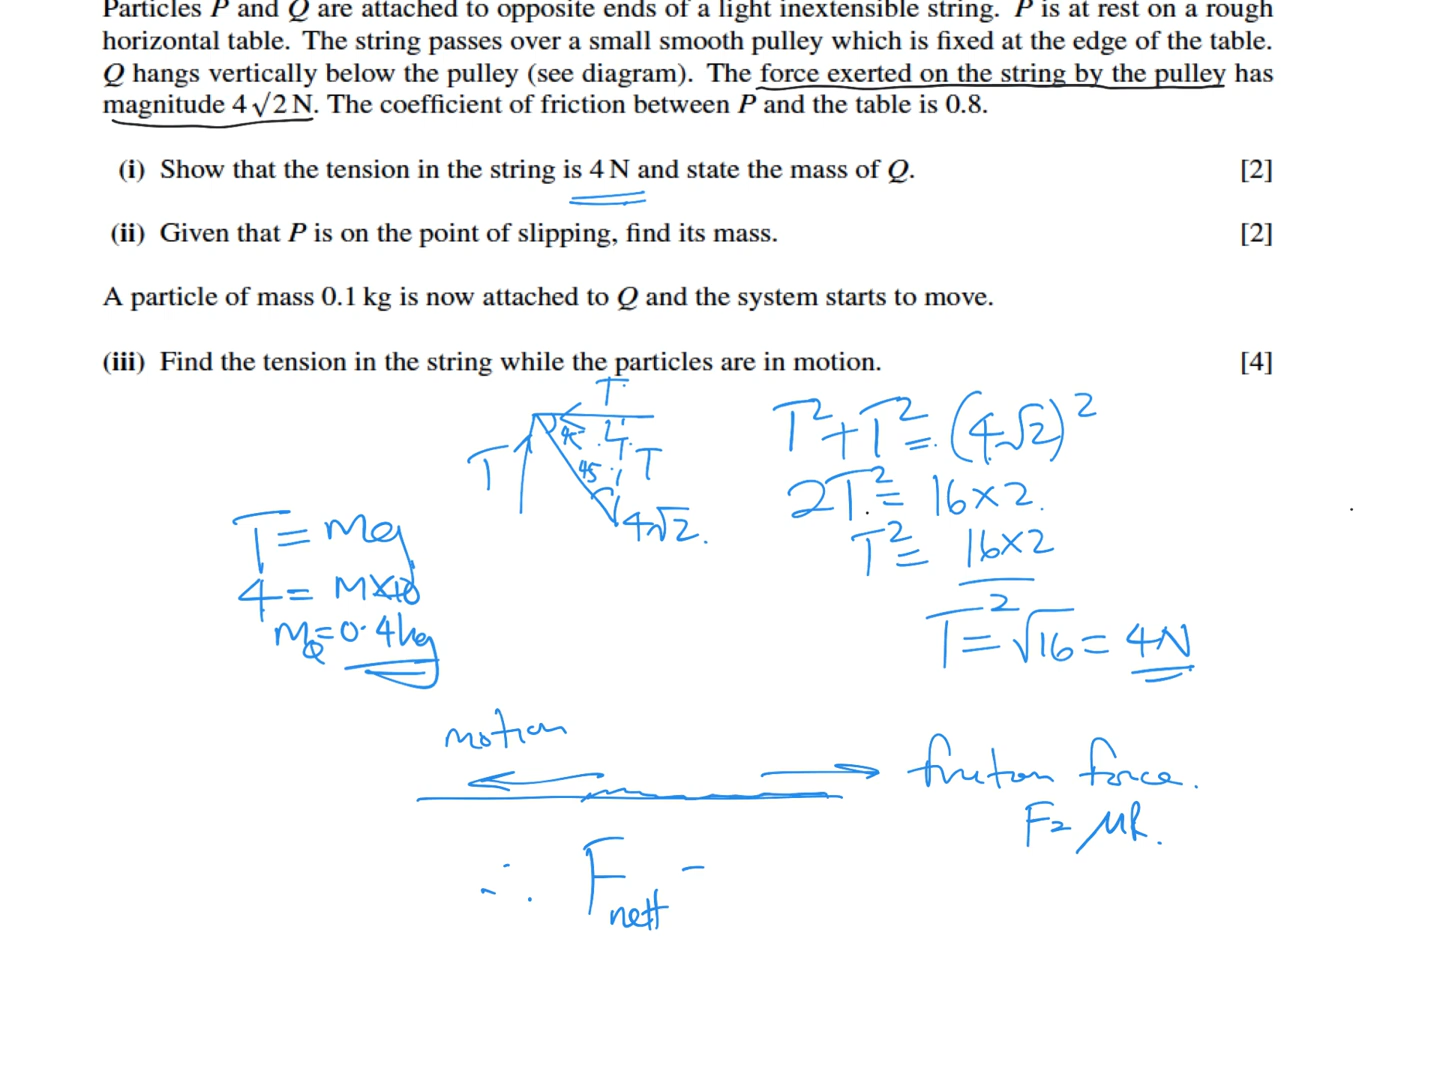 Particles P and Q are attached to opposite ends of a light inextensible string. P is at rest on a rough
horizontal table. The string passes over a small smooth pulley which is fixed at the edge of the table.
Q hangs vertically below the pulley (see diagram). The force exerted on the string by the pulley has
magnitude 4√2 N. The coefficient of friction between P and the table is 0.8.
(i) Show that the tension in the string is 4 N and state the mass of Q. [2]
(ii) Given that P is on the point of slipping, find its mass. [2]
A particle of mass 0.1 kg is now attached to Q and the system starts to move.
(iii) Find the tension in the string while the particles are in motion. [4]
T
T
T
45
4√2.
T² + T² = (4√2)²
2T² = 16 × 2.
T² = 16×2
2
T = √16 = 4N
T = mg
4 = M×10
M_Q = 0.4 kg
motion
friction force.
F = μR.
∴ F nett =